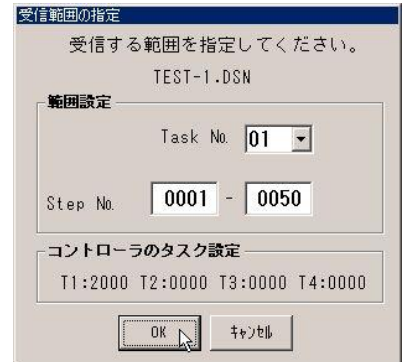 受信範囲の指定
受信する範囲を指定してください。
TEST-1.DSN
範囲設定
Task No. 01
Step No. 0001 - 0050
コントローラのタスク設定
T1:2000 T2:0000 T3:0000 T4:0000
OK ｷｬﾝｾﾙ